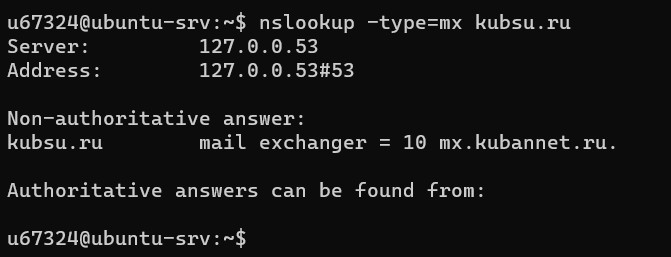 u67324@ubuntu-srv:~$ nslookup -type=mx kubsu.ru
Server:         127.0.0.53
Address:        127.0.0.53#53
Non-authoritative answer:
kubsu.ru        mail exchanger = 10 mx.kubannet.ru.
Authoritative answers can be found from:
u67324@ubuntu-srv:~$